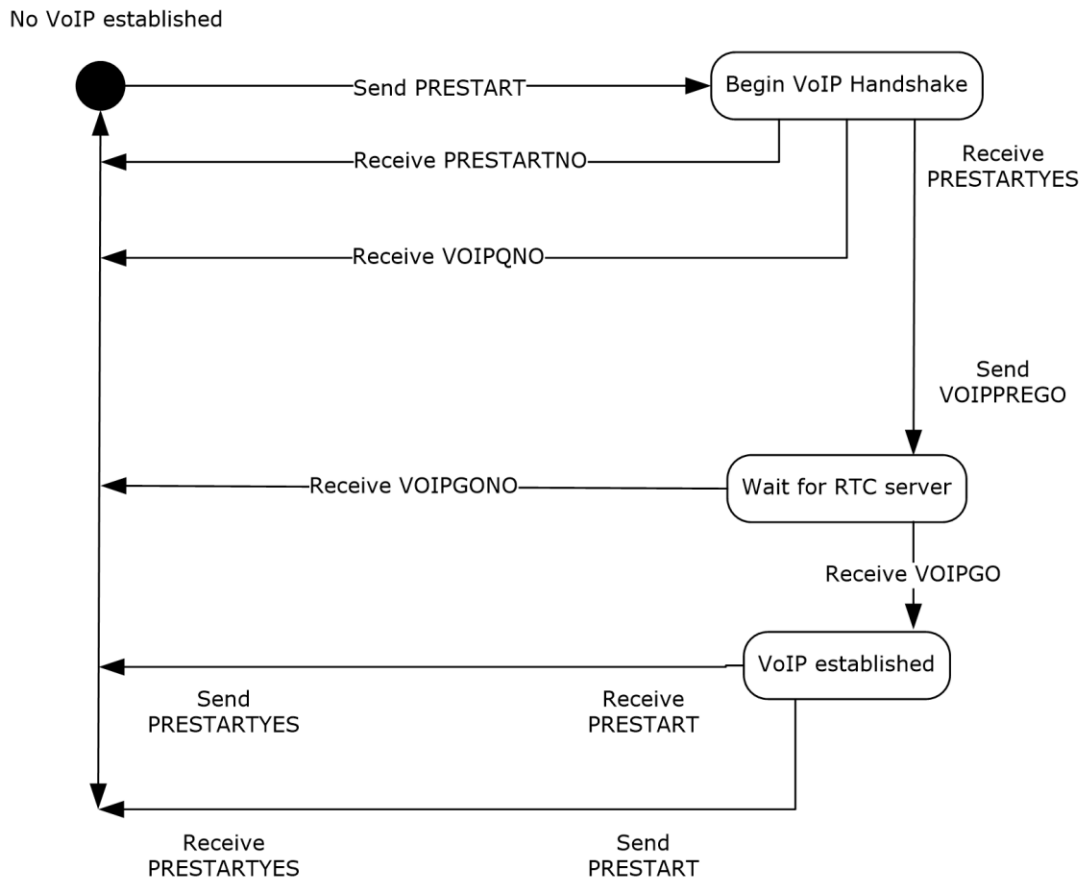 No VoIP established
Send PRESTART
Begin VoIP Handshake
Receive PRESTARTNO
Receive
PRESTARTYES
Receive VOIPQNO
Send
VOIPPREGO
Receive VOIPGONO
Wait for RTC server
Receive VOIPGO
VoIP established
Send
PRESTARTYES
Receive
PRESTART
Receive
PRESTARTYES
Send
PRESTART